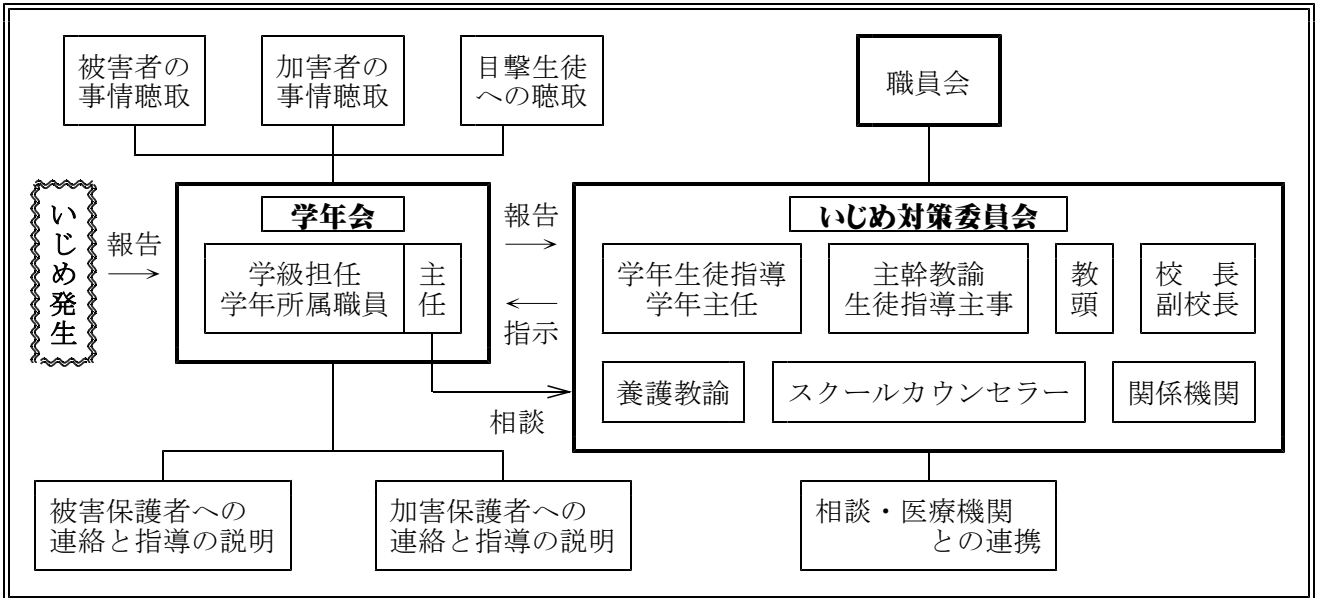 被害者の
事情聴取
加害者の
事情聴取
目撃生徒
への聴取
職員会
いじめ発生
報告
学年会
学級担任
学年所属職員
主任
報告
指示
相談
いじめ対策委員会
学年生徒指導
学年主任
主幹教諭
生徒指導主事
教頭
校　長
副校長
養護教諭
スクールカウンセラー
関係機関
被害保護者への
連絡と指導の説明
加害保護者への
連絡と指導の説明
相談・医療機関
との連携